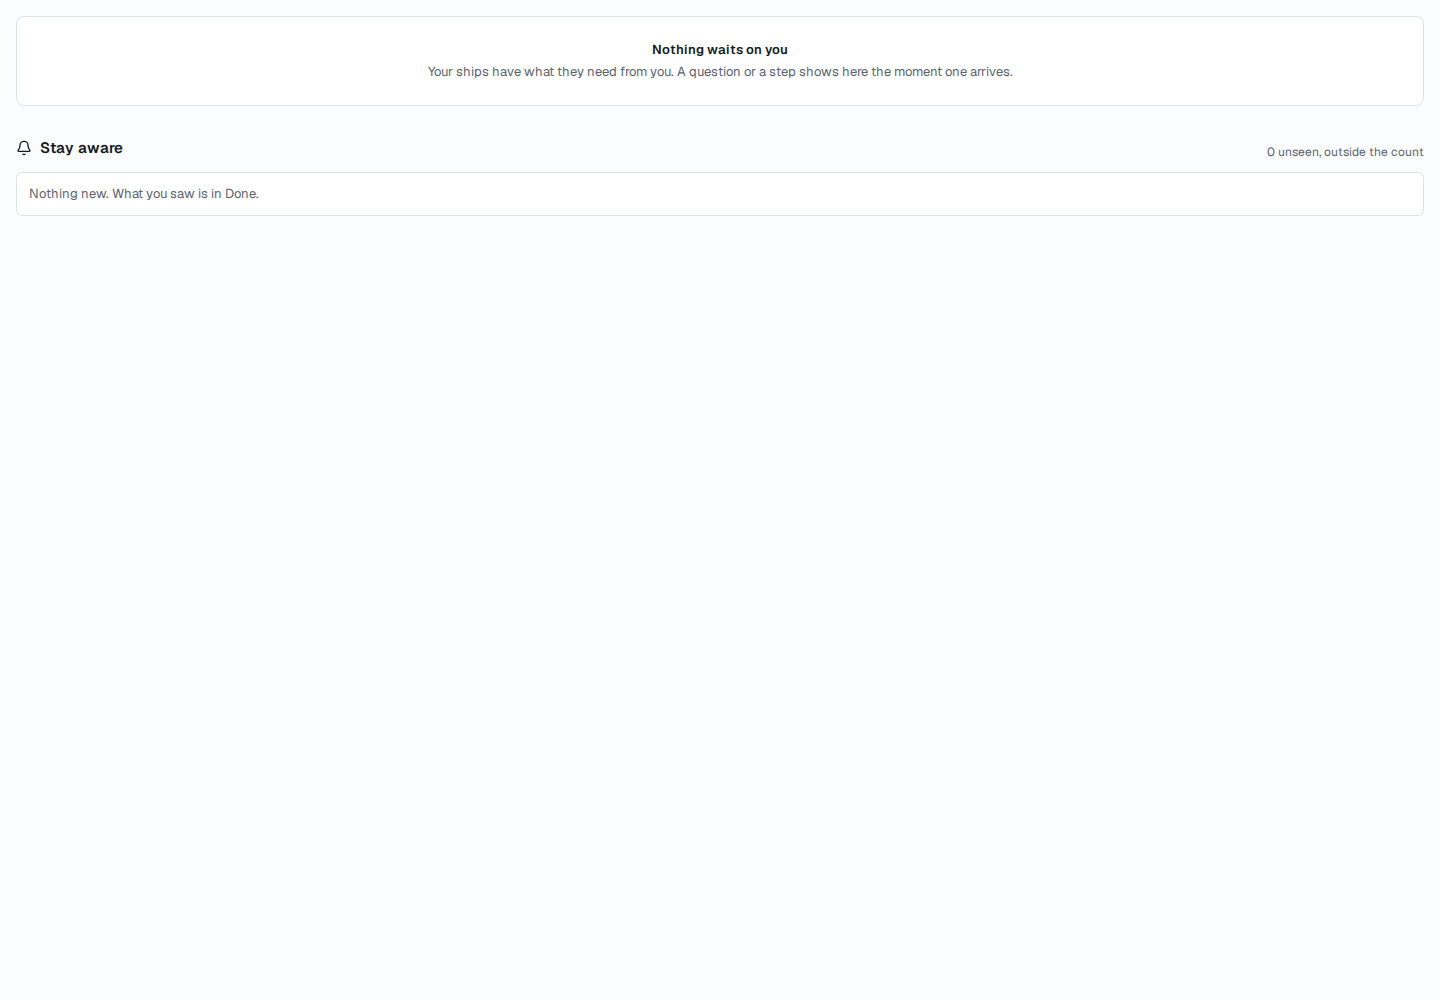 Nothing waits on you
Your ships have what they need from you. A question or a step shows here the moment one arrives.
Stay aware
0 unseen, outside the count
Nothing new. What you saw is in Done.